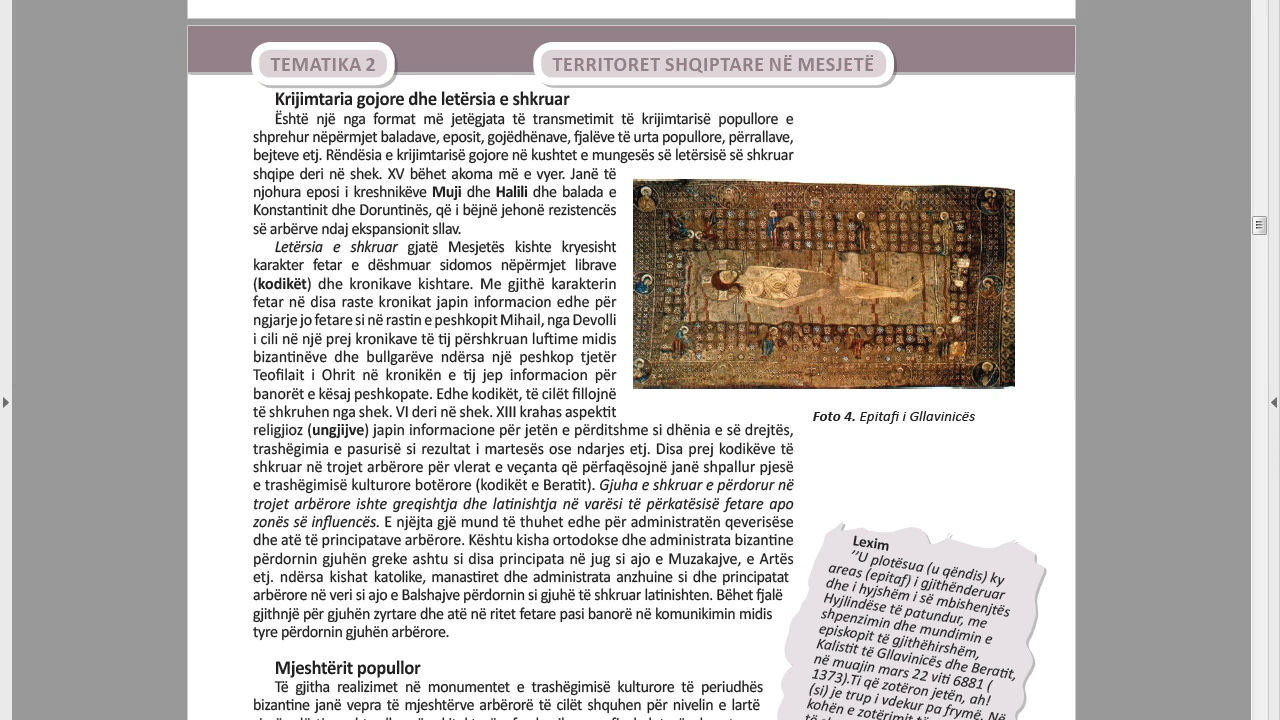 TEMATIKA 2
TERRITORET SHQIPTARE NË MESJETË
Krijimtaria gojore dhe letërsia e shkruar
Është një nga format më jetëgjata të transmetimit të krijimtarisë popullore e
shprehur nëpërmjet baladave, eposit, gojëdhënave, fjalëve të urta popullore, përrallave,
bejteve etj. Rëndësia e krijimtarisë gojore në kushtet e mungesës së letërsisë së shkruar
shqipe deri në shek. XV bëhet akoma më e vyer. Janë të
njohura eposi i kreshnikëve Muji dhe Halili dhe balada e
Konstantinit dhe Doruntinës, që i bëjnë jehonë rezistencës
së arbërve ndaj ekspansionit sllav.
Letërsia e shkruar gjatë Mesjetës kishte kryesisht
karakter fetar e dëshmuar sidomos nëpërmjet librave
(kodikët) dhe kronikave kishtare. Me gjithë karakterin
fetar në disa raste kronikat japin informacion edhe për
ngjarje jo fetare si në rastin e peshkopit Mihail, nga Devolli
i cili në një prej kronikave të tij përshkruan luftime midis
bizantinëve dhe bullgarëve ndërsa një peshkop tjetër
Teofilait i Ohrit në kronikën e tij jep informacion për
banorët e kësaj peshkopate. Edhe kodikët, të cilët fillojnë
të shkruhen nga shek. VI deri në shek. XIII krahas aspektit
religjioz (ungjijve) japin informacione për jetën e përditshme si dhënia e së drejtës,
trashëgimia e pasurisë si rezultat i martesës ose ndarjes etj. Disa prej kodikëve të
shkruar në trojet arbërore për vlerat e veçanta që përfaqësojnë janë shpallur pjesë
e trashëgimisë kulturore botërore (kodikët e Beratit). Gjuha e shkruar e përdorur në
trojet arbërore ishte greqishtja dhe latinishtja në varësi të përkatësisë fetare apo
zonës së influencës. E njëjta gjë mund të thuhet edhe për administratën qeverisëse
dhe atë të principatave arbërore. Kështu kisha ortodokse dhe administrata bizantine
përdornin gjuhën greke ashtu si disa principata në jug si ajo e Muzakajve, e Artës
etj. ndërsa kishat katolike, manastiret dhe administrata anzhuine si dhe principatat
arbërore në veri si ajo e Balshajve përdornin si gjuhë të shkruar latinishten. Bëhet fjalë
gjithnjë për gjuhën zyrtare dhe atë në ritet fetare pasi banorë në komunikimin midis
tyre përdornin gjuhën arbërore.
Foto 4. Epitafi i Gllavinicës
Mjeshtërit popullor
Të gjitha realizimet në monumentet e trashëgimisë kulturore të periudhës
bizantine janë vepra të mjeshtërve arbërorë të cilët shquhen për nivelin e lartë
Lexim
’’U plotësua (u qëndis) ky
areas (epitaf) i gjithënderuar
dhe i hyjshëm i së mbishenjtës
Hyjlindëse të patundur, me
shpenzimin dhe mundimin e
episkopit të gjithëhirshëm,
Kalistit të Gllavinicës dhe Beratit,
në muajin mars 22 viti 6881 (
1373).Ti që zotëron jetën, ah!
(si) je trup i vdekur pa frymë. Në
kohën e zotërimit